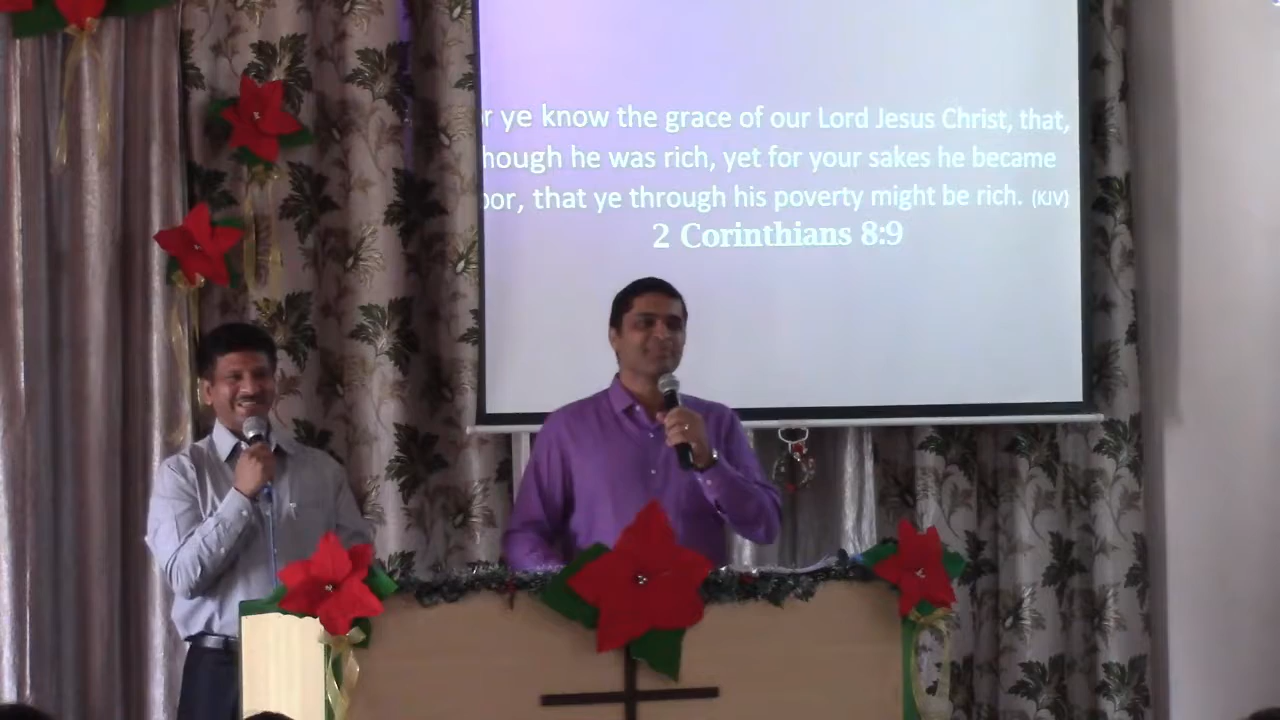 r ye know the grace of our Lord Jesus Christ, that,
hough he was rich, yet for your sakes he became
oor, that ye through his poverty might be rich. (KJV)
2 Corinthians 8:9